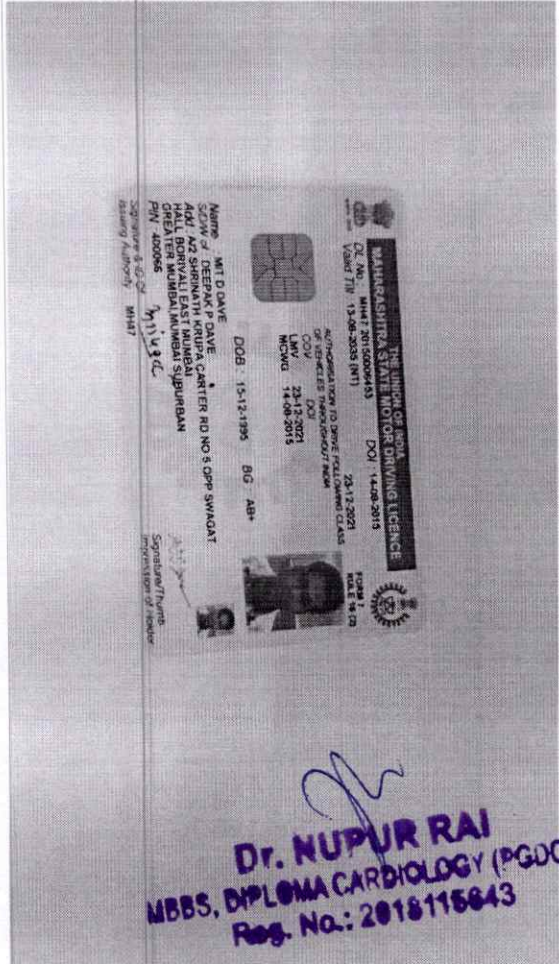 THE UNION OF INDIA
MAHARASHTRA STATE MOTOR DRIVING LICENCE
DL No. : MH47 20150006453 DOI : 14-08-2015
Valid Till : 13-08-2035 (NT) 23-12-2021
FORM 7
RULE 16 (2)
AUTHORISATION TO DRIVE FOLLOWING CLASS
OF VEHICLES THROUGHOUT INDIA
COV DOI
LMV 23-12-2021
MCWG 14-08-2015
DOB : 15-12-1995 BG : AB+
Name : MIT D DAVE
S/D/W of : DEEPAK P DAVE
Add : A/2 SHRINATH KRUPA CARTER RD NO 5 OPP SWAGAT
HALL BORIVALI EAST MUMBAI
GREATER MUMBAI,MUMBAI SUBURBAN
PIN : 400066
Signature & ID Of
Issuing Authority MH47
Signature/Thumb
Impression of Holder
Dr. NUPUR RAI
MBBS, DIPLOMA CARDIOLOGY (PGDC
Reg. No.: 2018115643